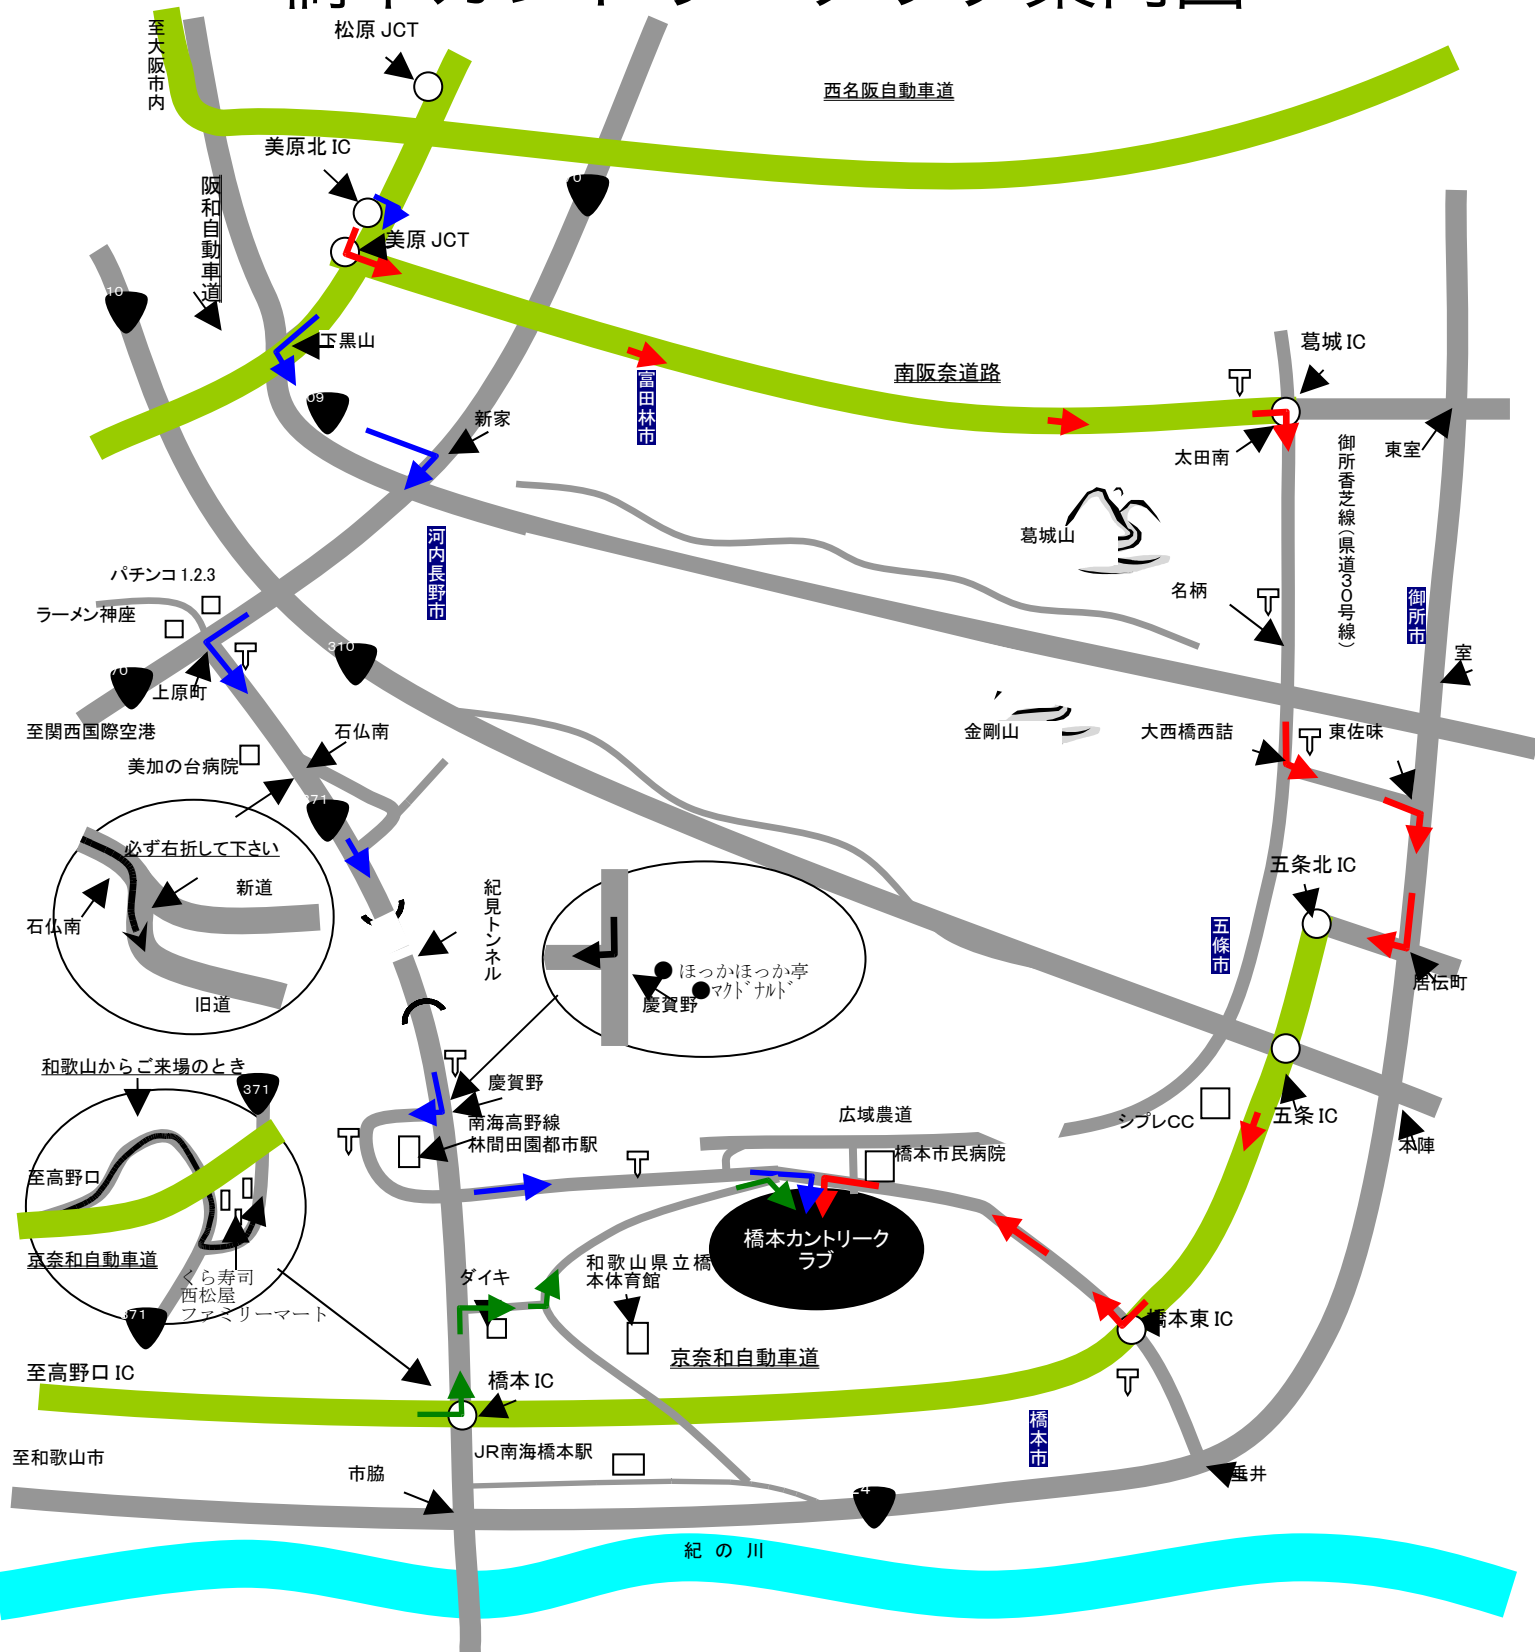 至大阪市内
松原 JCT
西名阪自動車道
美原北 IC
阪和自動車道
美原 JCT
10
下黒山
葛城 IC
南阪奈道路
富田林市
09
新家
太田南
御所香芝線（県道３０号線）
東室
河内長野市
葛城山
パチンコ 1.2.3
ラーメン神座
名柄
御所市
310
室
70
上原町
至関西国際空港
石仏南
美加の台病院
金剛山
大西橋西詰
東佐味
371
必ず右折して下さい
新道
石仏南
旧道
紀見トンネル
五条北 IC
五條市
ほっかほっか亭
マクドナルド
慶賀野
居伝町
和歌山からご来場のとき
371
慶賀野
南海高野線
林間田園都市駅
広域農道
シプレCC
五条 IC
本陣
橋本市民病院
至高野口
橋本カントリーク
ラブ
京奈和自動車道
くら寿司
西松屋
ファミリーマート
371
ダイキ
和歌山県立橋
本体育館
橋本東 IC
京奈和自動車道
至高野口 IC
橋本 IC
橋本市
至和歌山市
市脇
JR南海橋本駅
垂井
24
紀 の 川